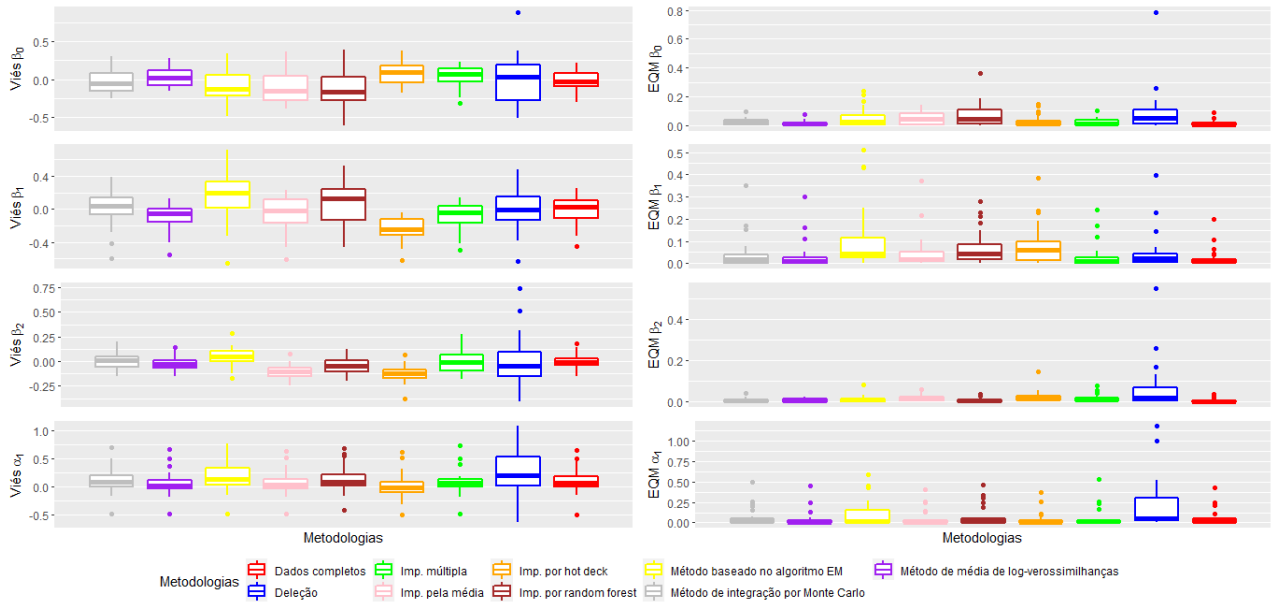 Viés β0
0.5
0.0
-0.5
Viés β1
0.4
0.0
-0.4
Viés β2
0.75
0.50
0.25
0.00
-0.25
Viés α1
1.0
0.5
0.0
-0.5
Metodologias
EQM β0
0.8
0.6
0.4
0.2
0.0
EQM β1
0.5
0.4
0.3
0.2
0.1
0.0
EQM β2
0.4
0.2
0.0
EQM α1
1.00
0.75
0.50
0.25
0.00
Metodologias
Metodologias
Dados completos Imp. múltipla Imp. por hot deck Método baseado no algoritmo EM Método de média de log-verossimilhanças
Deleção Imp. pela média Imp. por random forest Método de integração por Monte Carlo